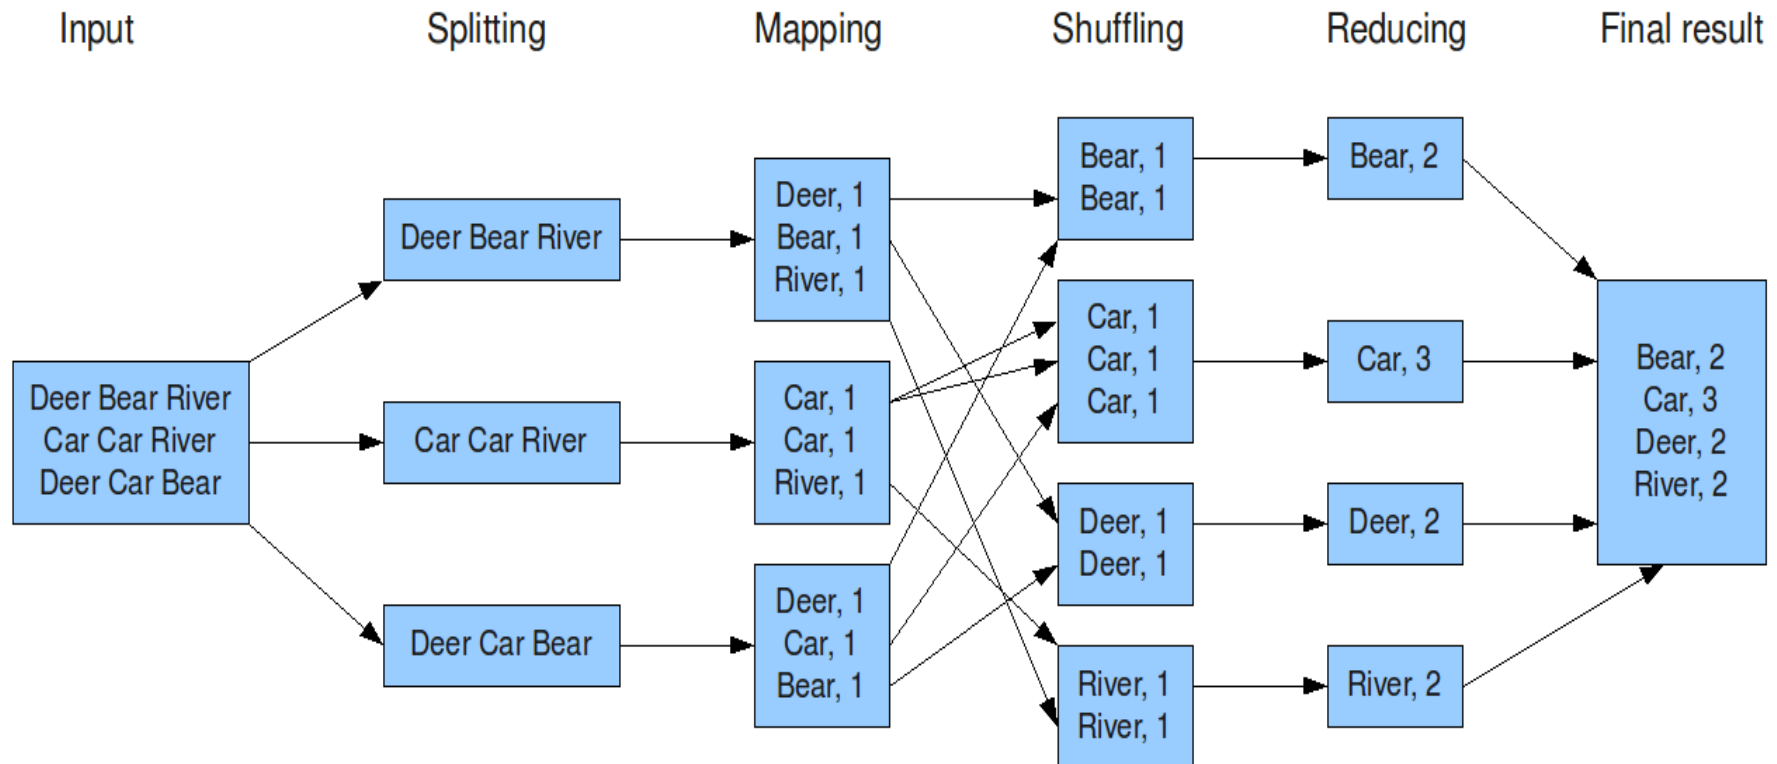 Input
Splitting
Mapping
Shuffling
Reducing
Final result
Deer Bear River
Car Car River
Deer Car Bear
Deer Bear River
Car Car River
Deer Car Bear
Deer, 1
Bear, 1
River, 1
Car, 1
Car, 1
River, 1
Deer, 1
Car, 1
Bear, 1
Bear, 1
Bear, 1
Car, 1
Car, 1
Car, 1
Deer, 1
Deer, 1
River, 1
River, 1
Bear, 2
Car, 3
Deer, 2
River, 2
Bear, 2
Car, 3
Deer, 2
River, 2